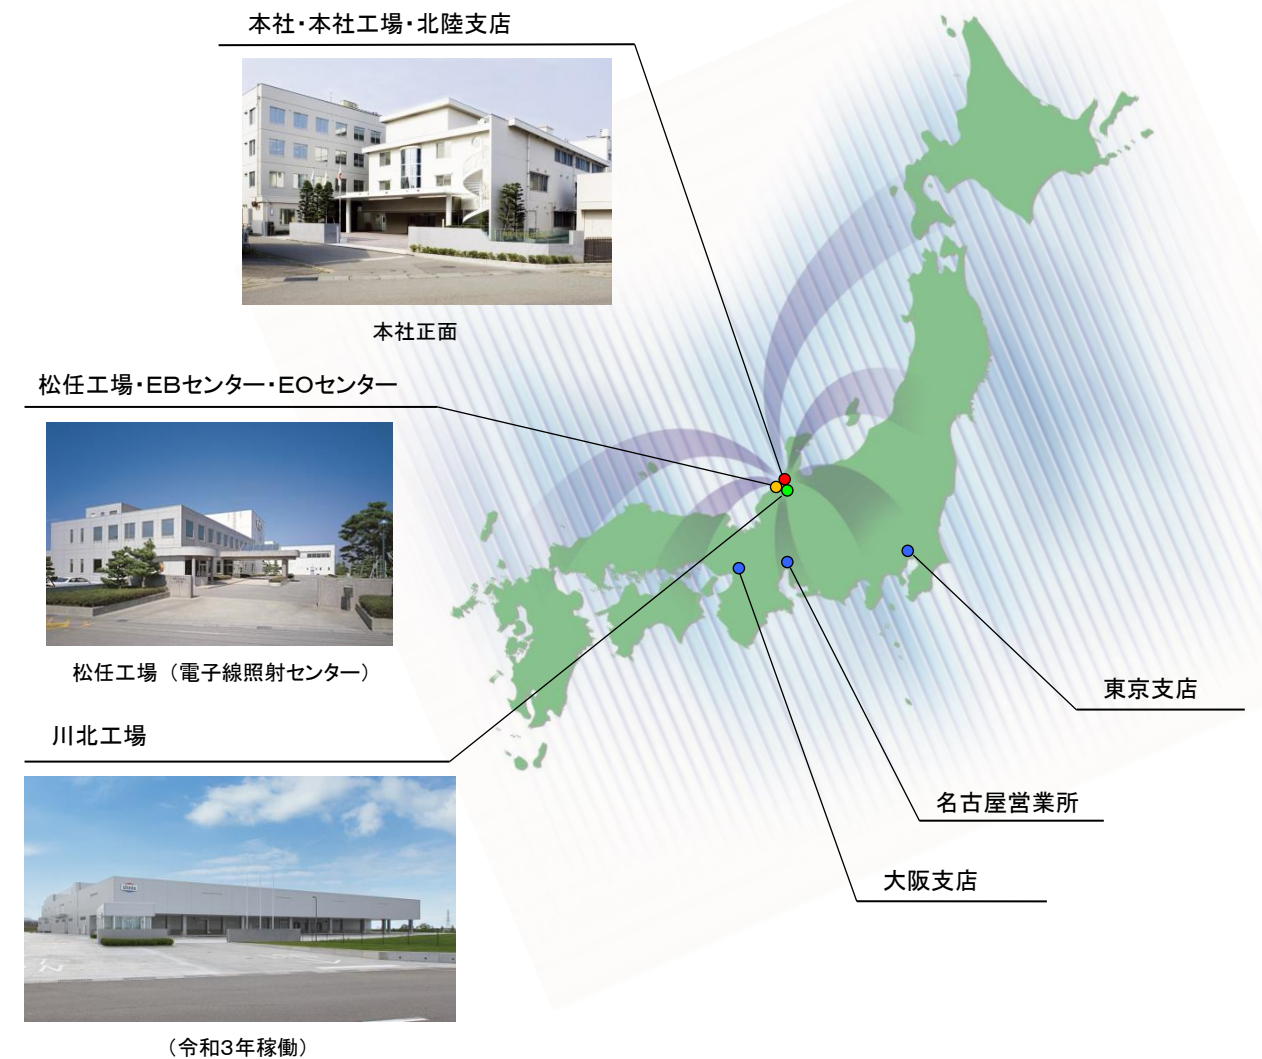 本社・本社工場・北陸支店
本社正面
松任工場・EBセンター・EOセンター
松任工場（電子線照射センター）
川北工場
（令和3年稼働）
東京支店
名古屋営業所
大阪支店